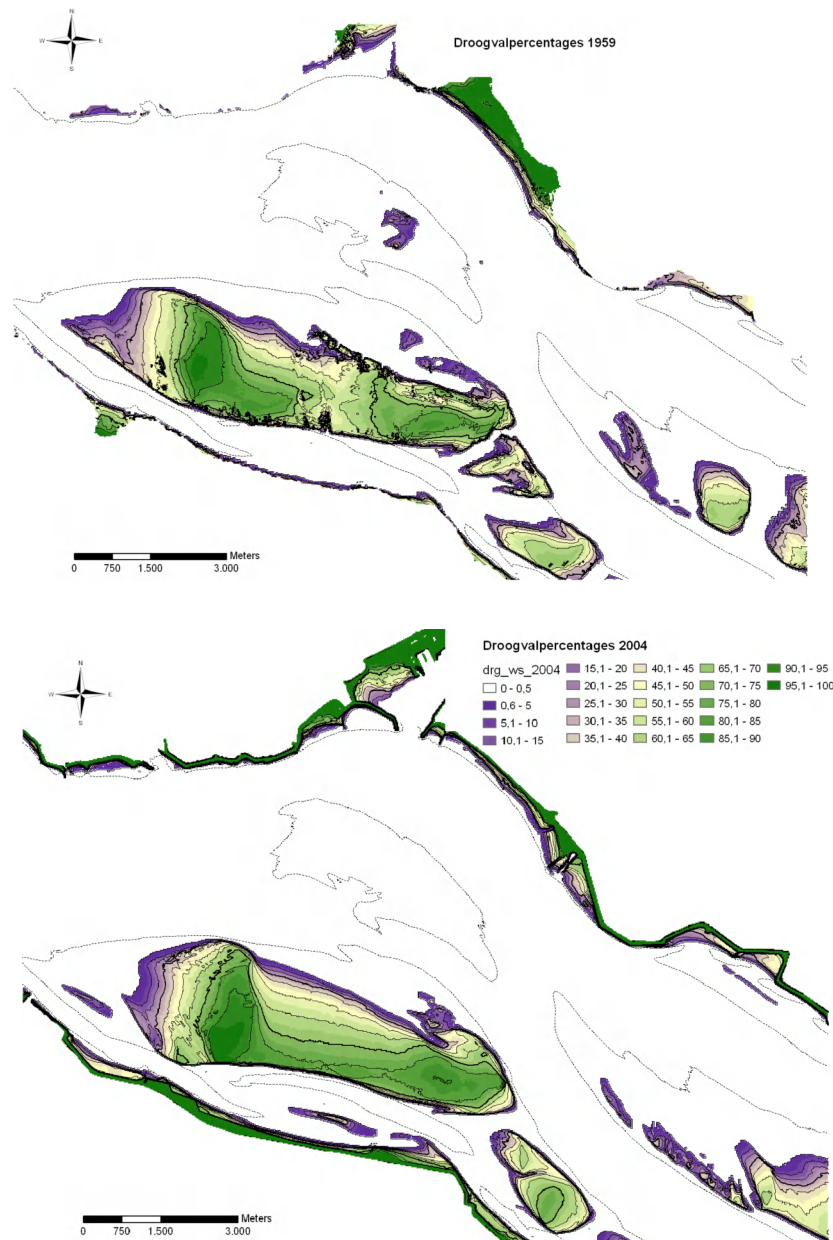 N
W E
S
Droogvalpercentages 1959
Meters
0 750 1.500 3.000
N
W E
S
Droogvalpercentages 2004
drg_ws_2004
0 - 0,5
0,6 - 5
5,1 - 10
10,1 - 15
15,1 - 20
20,1 - 25
25,1 - 30
30,1 - 35
35,1 - 40
40,1 - 45
45,1 - 50
50,1 - 55
55,1 - 60
60,1 - 65
65,1 - 70
70,1 - 75
75,1 - 80
80,1 - 85
85,1 - 90
90,1 - 95
95,1 - 100
Meters
0 750 1.500 3.000